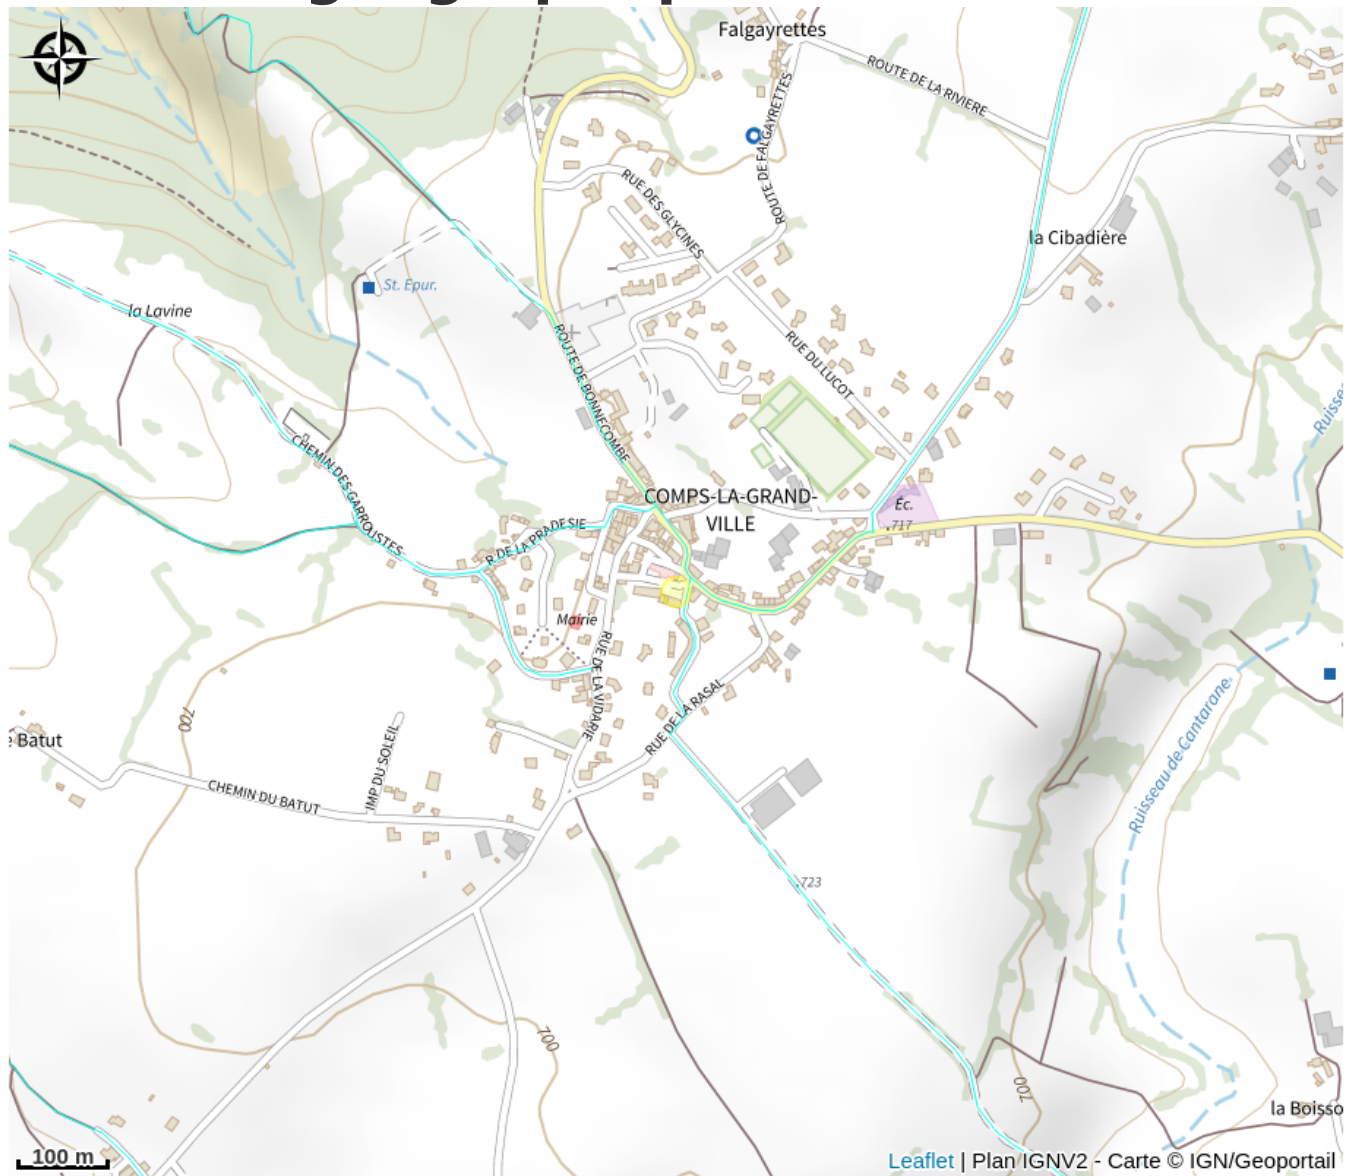 Falgayrettes
ROUTE DE LA RIVIERE
ROUTE DE FALGAYRETTES
RUE DES GLYCINES
la Cibadière
St. Epur.
la Lavine
ROUTE DE BONNECOMBE
RUE DU LUCOT
Ruisse
CHEMIN DES GARROUSTES
COMPS-LA-GRAND-
VILLE
Éc.
717
R DE LA PRADESIE
Mairie
RUE DE LA VIDARIE
RUE DE LA RASAL
700
Batut
IMP DU SOLEIL
CHEMIN DU BATUT
Ruisseau de Cantarane
723
700
700
la Boisso
100 m
Leaflet | Plan IGNV2 - Carte © IGN/Geoportail